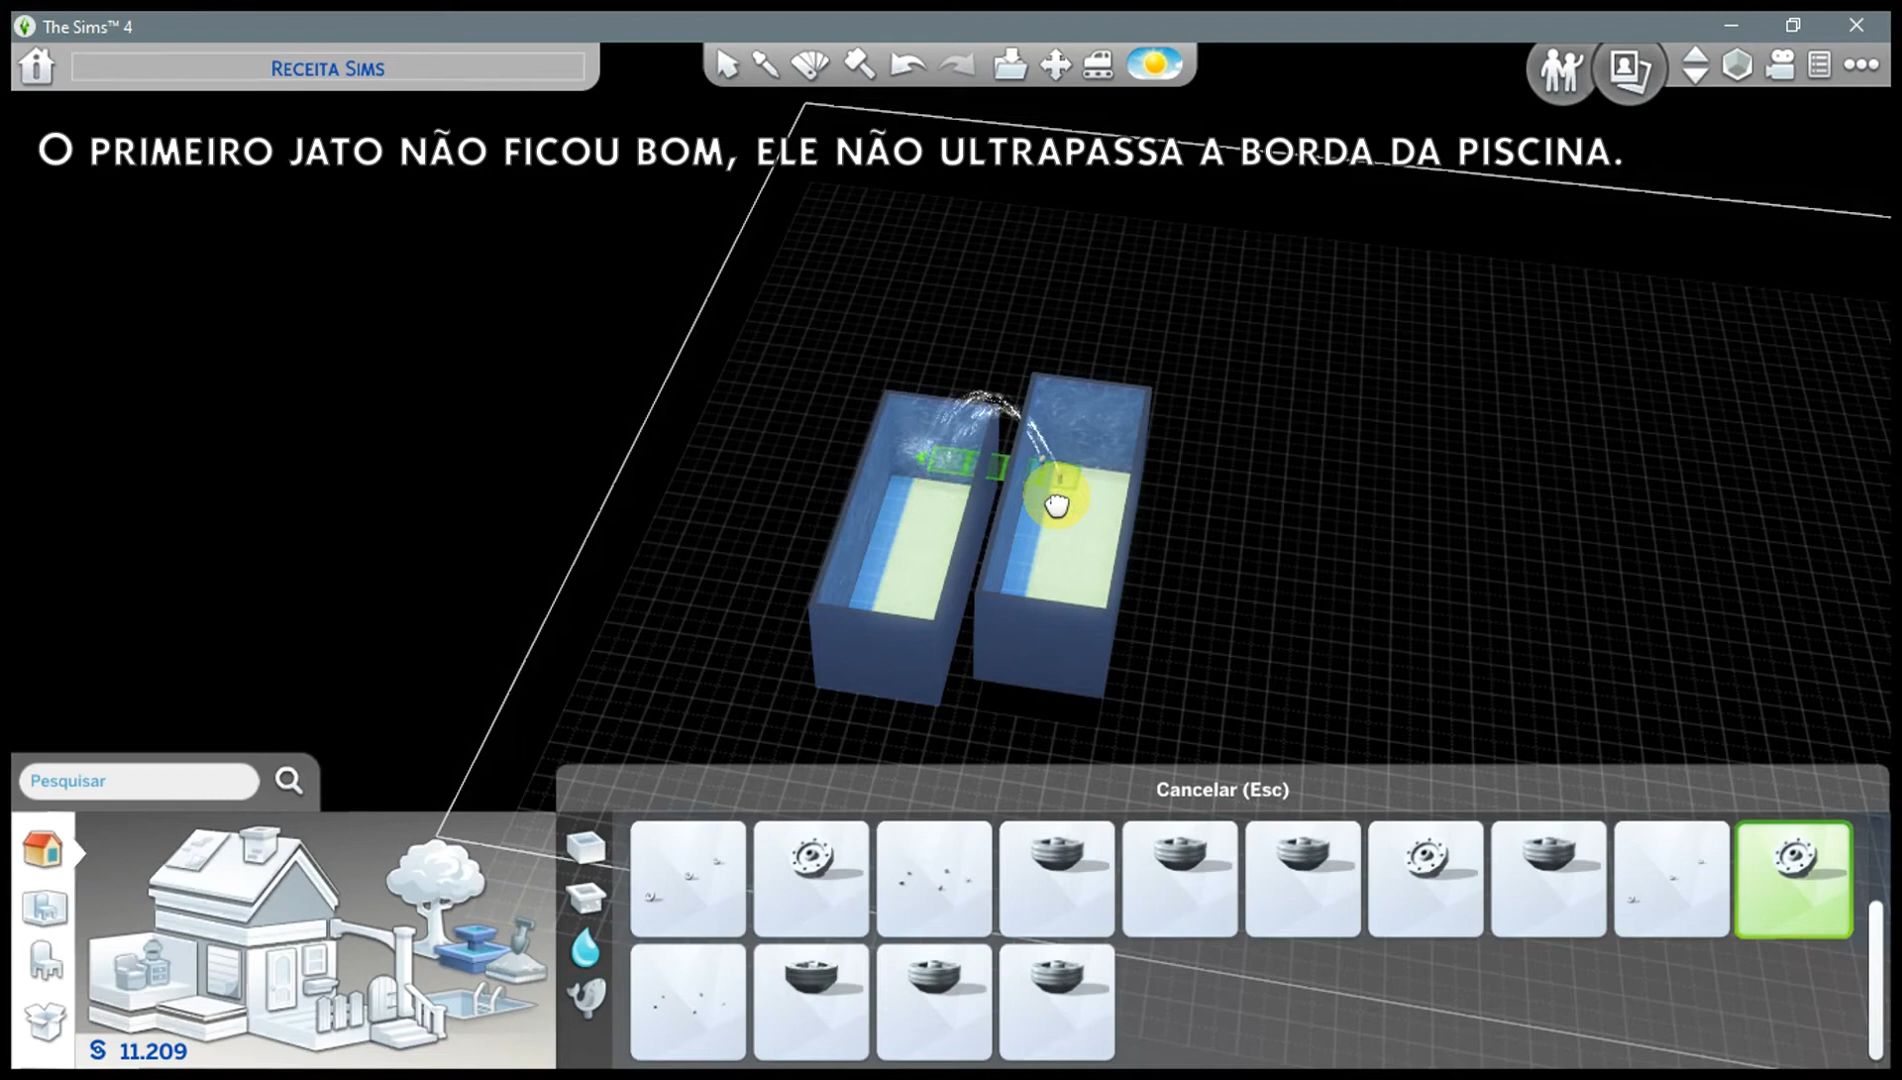 The Sims™ 4
RECEITA SIMS
O PRIMEIRO JATO NÃO FICOU BOM, ELE NÃO ULTRAPASSA A BORDA DA PISCINA.
Pesquisar
Cancelar (Esc)
11.209